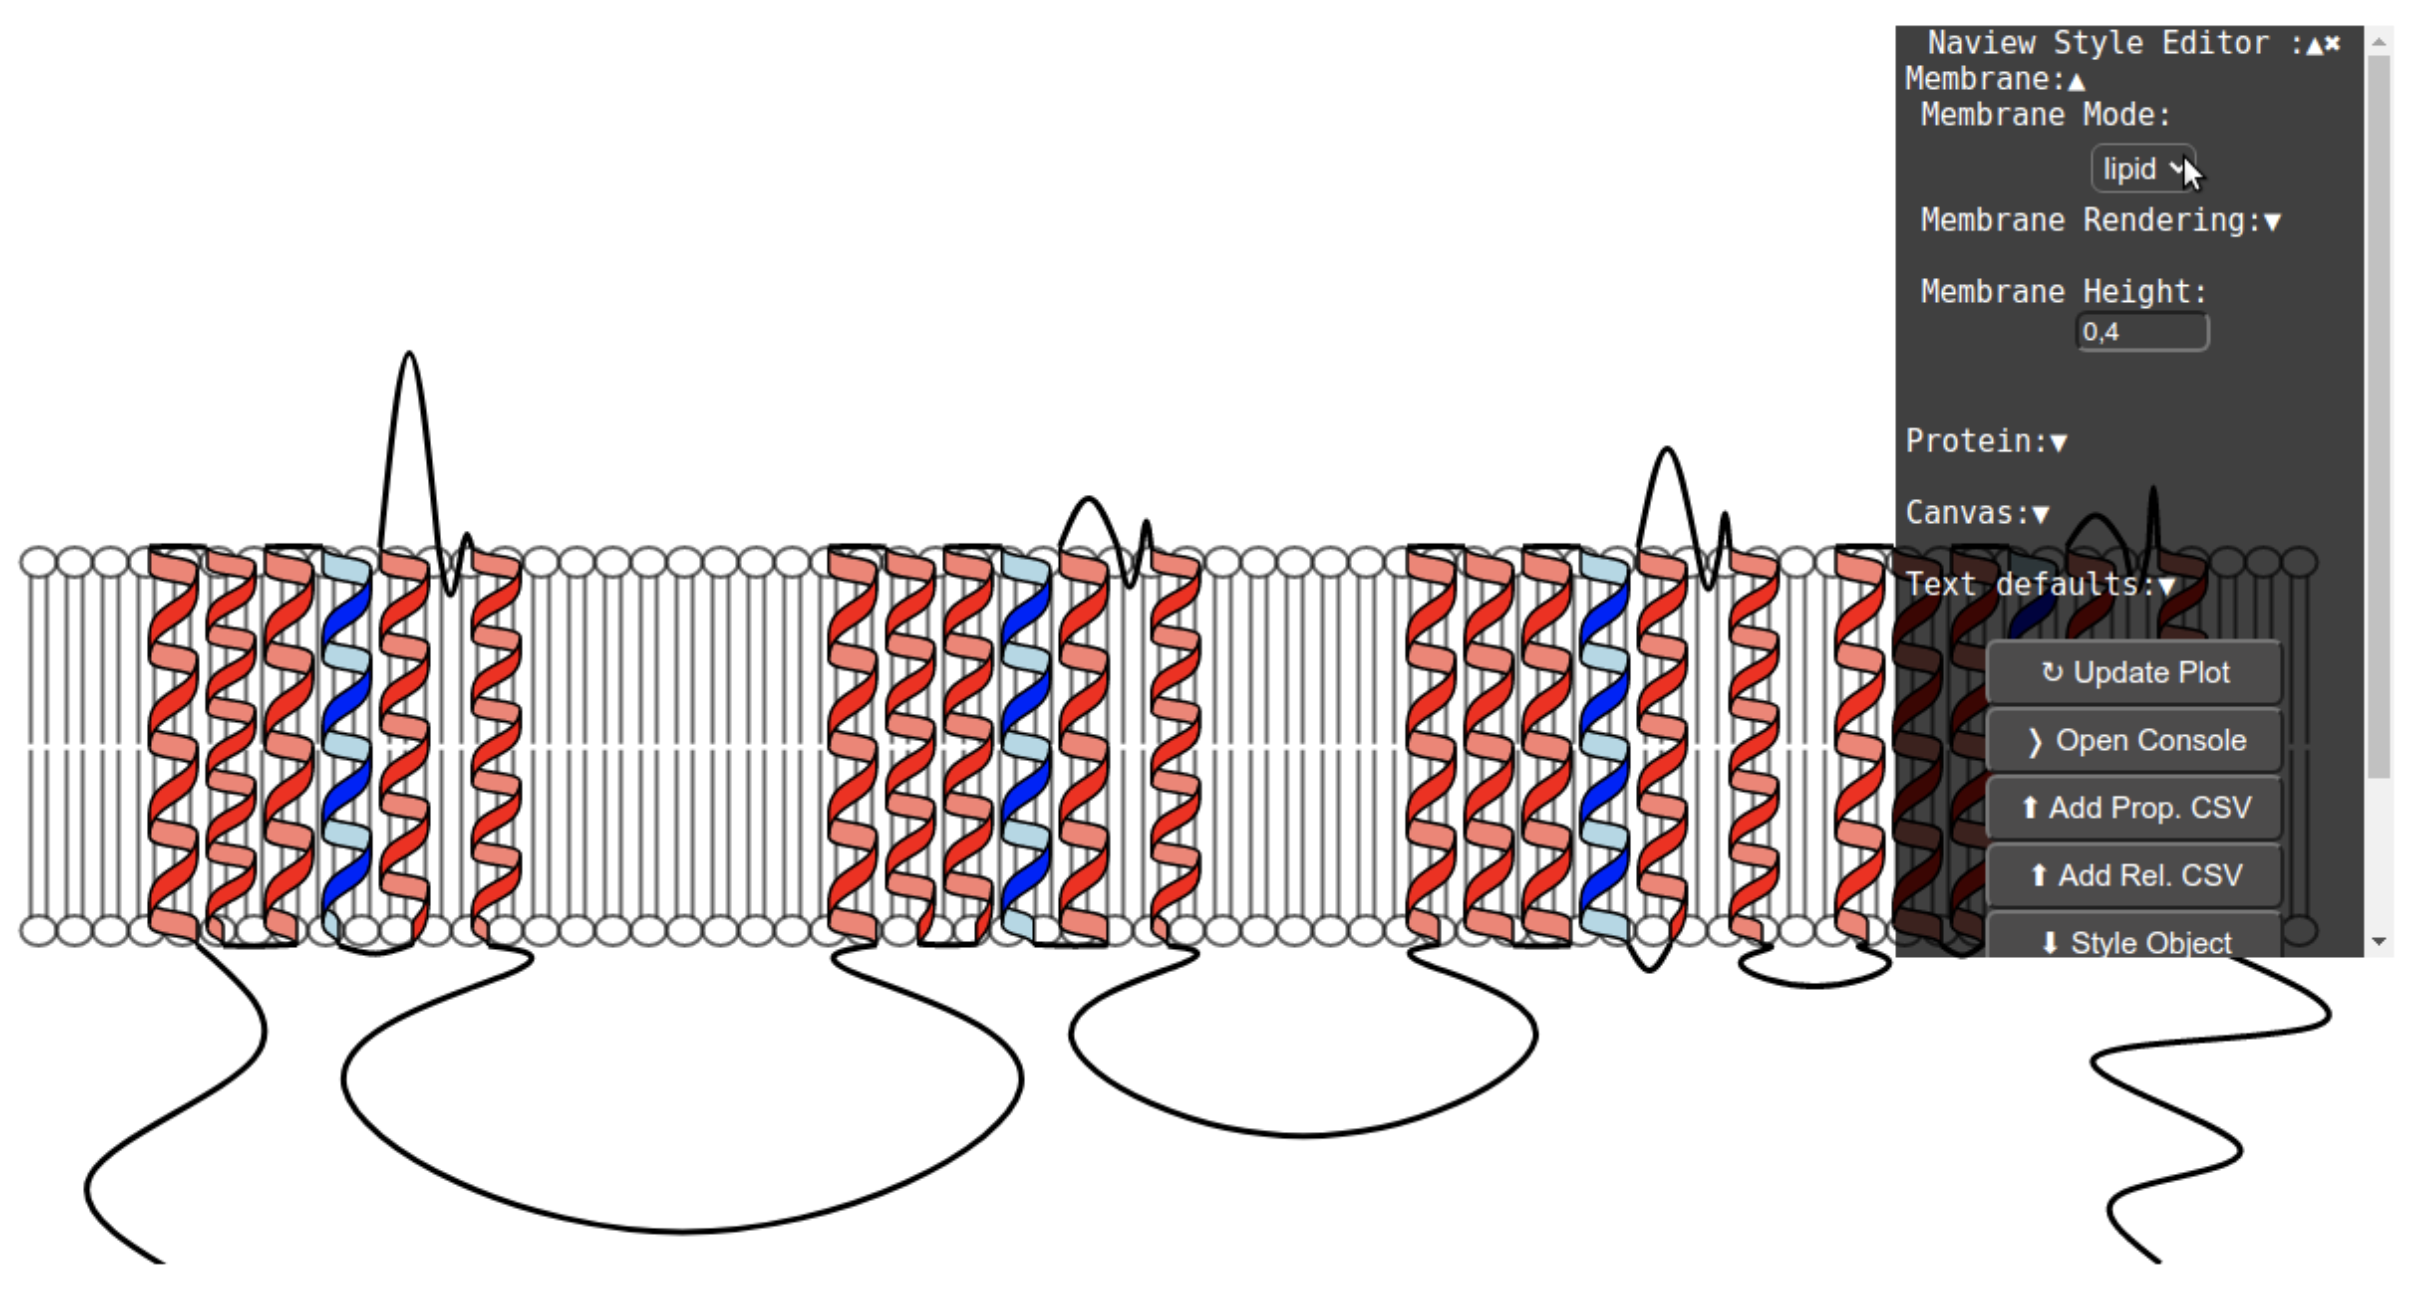 Naview Style Editor :▲✖
Membrane:▲
Membrane Mode:
lipid
Membrane Rendering:▼
Membrane Height:
0,4
Protein:▼
Canvas:▼
Text defaults:▼
↻ Update Plot
❭ Open Console
⬆ Add Prop. CSV
⬆ Add Rel. CSV
⬇ Style Object